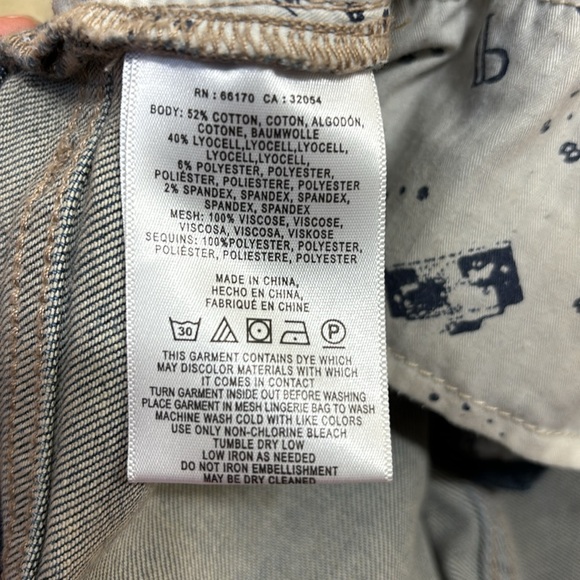 RN : 66170 CA : 32054
BODY: 52% COTTON, COTON, ALGODÓN,
COTONE, BAUMWOLLE
40% LYOCELL,LYOCELL,LYOCELL,
LYOCELL,LYOCELL,
6% POLYESTER, POLYESTER,
POLIÉSTER, POLIESTERE, POLYESTER
2% SPANDEX, SPANDEX, SPANDEX,
SPANDEX, SPANDEX
MESH: 100% VISCOSE, VISCOSE,
VISCOSA, VISCOSA, VISKOSE
SEQUINS: 100%POLYESTER, POLYESTER,
POLIÉSTER, POLIESTERE, POLYESTER
MADE IN CHINA,
HECHO EN CHINA,
FABRIQUÉ EN CHINE
30 P
THIS GARMENT CONTAINS DYE WHICH
MAY DISCOLOR MATERIALS WITH WHICH
IT COMES IN CONTACT
TURN GARMENT INSIDE OUT BEFORE WASHING
PLACE GARMENT IN MESH LINGERIE BAG TO WASH
MACHINE WASH COLD WITH LIKE COLORS
USE ONLY NON-CHLORINE BLEACH
TUMBLE DRY LOW
LOW IRON AS NEEDED
DO NOT IRON EMBELLISHMENT
MAY BE DRY CLEANED